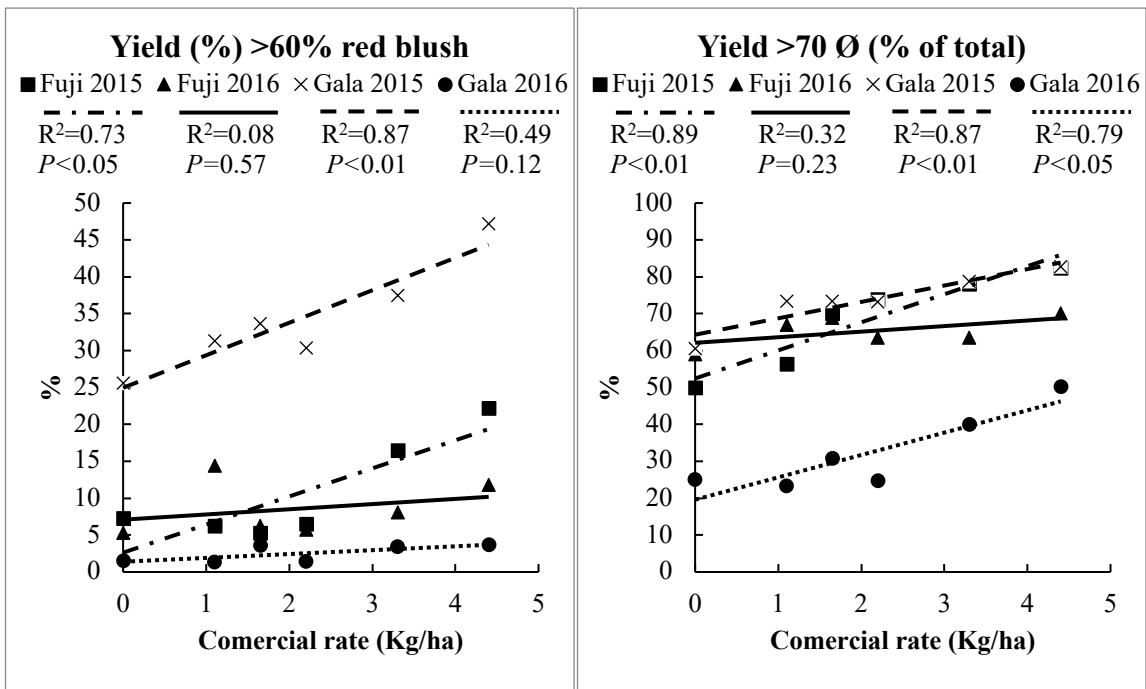 Yield (%) >60% red blush
Fuji 2015 Fuji 2016 Gala 2015 Gala 2016
R²=0.73 R²=0.08 R²=0.87 R²=0.49
P<0.05 P=0.57 P<0.01 P=0.12
50
45
40
35
30
25
20
15
10
5
0
%
0 1 2 3 4 5
Comercial rate (Kg/ha)
Yield >70 Ø (% of total)
Fuji 2015 Fuji 2016 Gala 2015 Gala 2016
R²=0.89 R²=0.32 R²=0.87 R²=0.79
P<0.01 P=0.23 P<0.01 P<0.05
100
90
80
70
60
50
40
30
20
10
0
%
0 1 2 3 4 5
Comercial rate (Kg/ha)